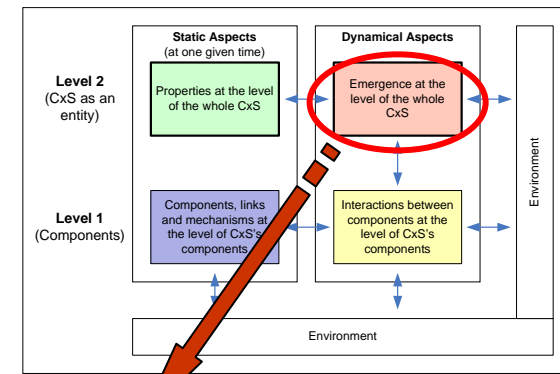 Static Aspects
(at one given time)
Dynamical Aspects
Level 2
(CxS as an
entity)
Properties at the level
of the whole CxS
Emergence at the
level of the whole
CxS
Level 1
(Components)
Components, links
and mechanisms at
the level of CxS's
components
Interactions between
components at the
level of CxS's
components
Environment
Environment